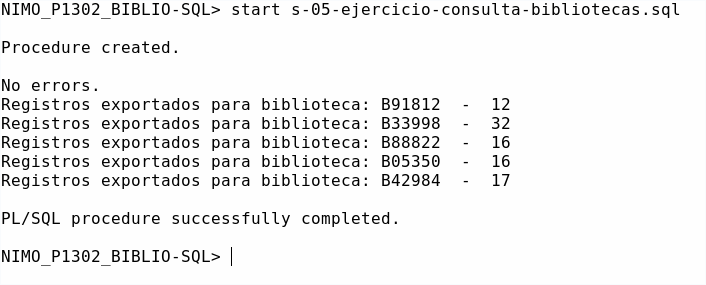 NIMO_P1302_BIBLIO-SQL> start s-05-ejercicio-consulta-bibliotecas.sql
Procedure created.
No errors.
Registros exportados para biblioteca: B91812  -  12
Registros exportados para biblioteca: B33998  -  32
Registros exportados para biblioteca: B88822  -  16
Registros exportados para biblioteca: B05350  -  16
Registros exportados para biblioteca: B42984  -  17
PL/SQL procedure successfully completed.
NIMO_P1302_BIBLIO-SQL>